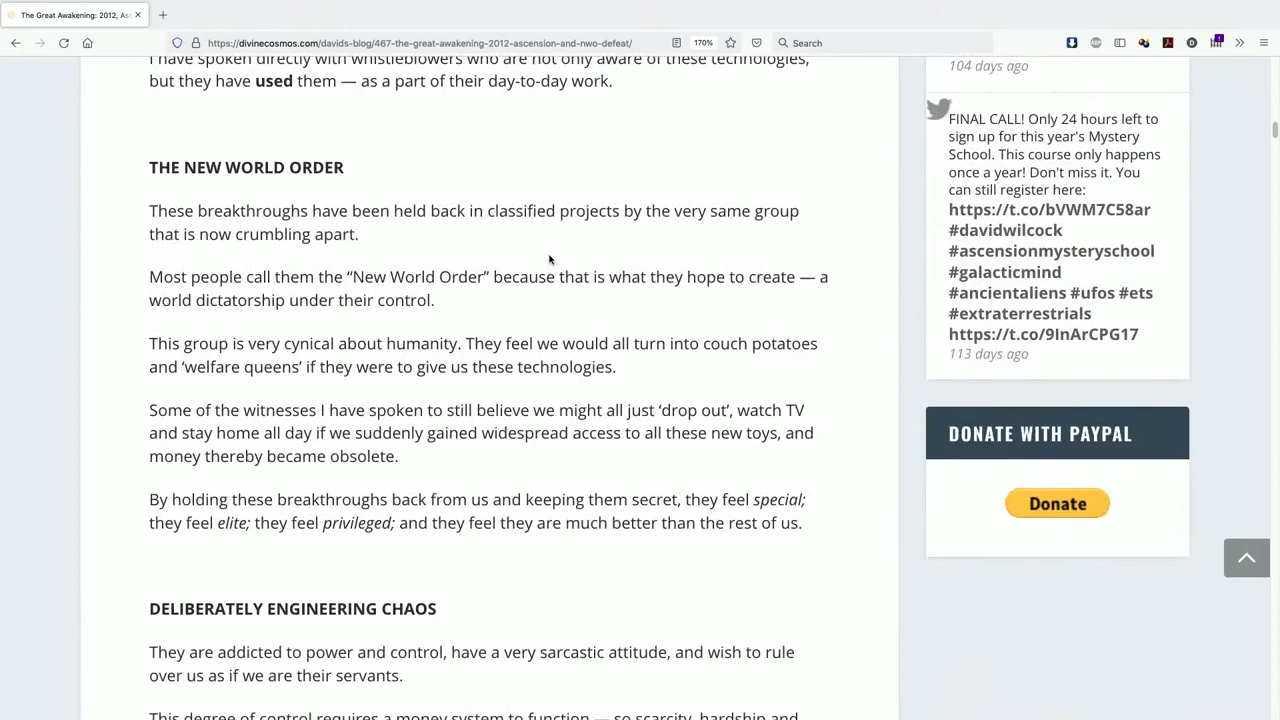 The Great Awakening: 2012, As
https://divinecosmos.com/davids-blog/467-the-great-awakening-2012-ascension-and-nwo-defeat/
170%
Search
I have spoken directly with whistleblowers who are not only aware of these technologies,
but they have used them — as a part of their day-to-day work.
THE NEW WORLD ORDER
These breakthroughs have been held back in classified projects by the very same group
that is now crumbling apart.
Most people call them the “New World Order” because that is what they hope to create — a
world dictatorship under their control.
This group is very cynical about humanity. They feel we would all turn into couch potatoes
and ‘welfare queens’ if they were to give us these technologies.
Some of the witnesses I have spoken to still believe we might all just ‘drop out’, watch TV
and stay home all day if we suddenly gained widespread access to all these new toys, and
money thereby became obsolete.
By holding these breakthroughs back from us and keeping them secret, they feel special;
they feel elite; they feel privileged; and they feel they are much better than the rest of us.
DELIBERATELY ENGINEERING CHAOS
They are addicted to power and control, have a very sarcastic attitude, and wish to rule
over us as if we are their servants.
This degree of control requires a money system to function — so scarcity, hardship and
104 days ago
FINAL CALL! Only 24 hours left to
sign up for this year's Mystery
School. This course only happens
once a year! Don't miss it. You
can still register here:
https://t.co/bVWM7C58ar
#davidwilcock
#ascensionmysteryschool
#galacticmind
#ancientaliens #ufos #ets
#extraterrestrials
https://t.co/9InArCPG17
113 days ago
DONATE WITH PAYPAL
Donate